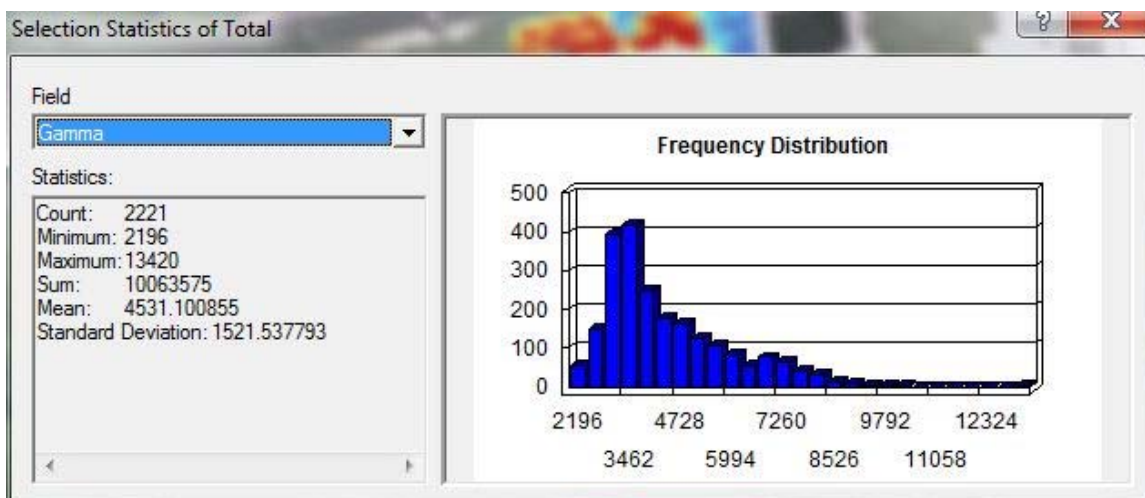 Selection Statistics of Total
?
X
Field
Gamma
Statistics:
Count: 2221
Minimum: 2196
Maximum: 13420
Sum: 10063575
Mean: 4531.100855
Standard Deviation: 1521.537793
Frequency Distribution
500
400
300
200
100
0
2196 4728 7260 9792 12324
3462 5994 8526 11058